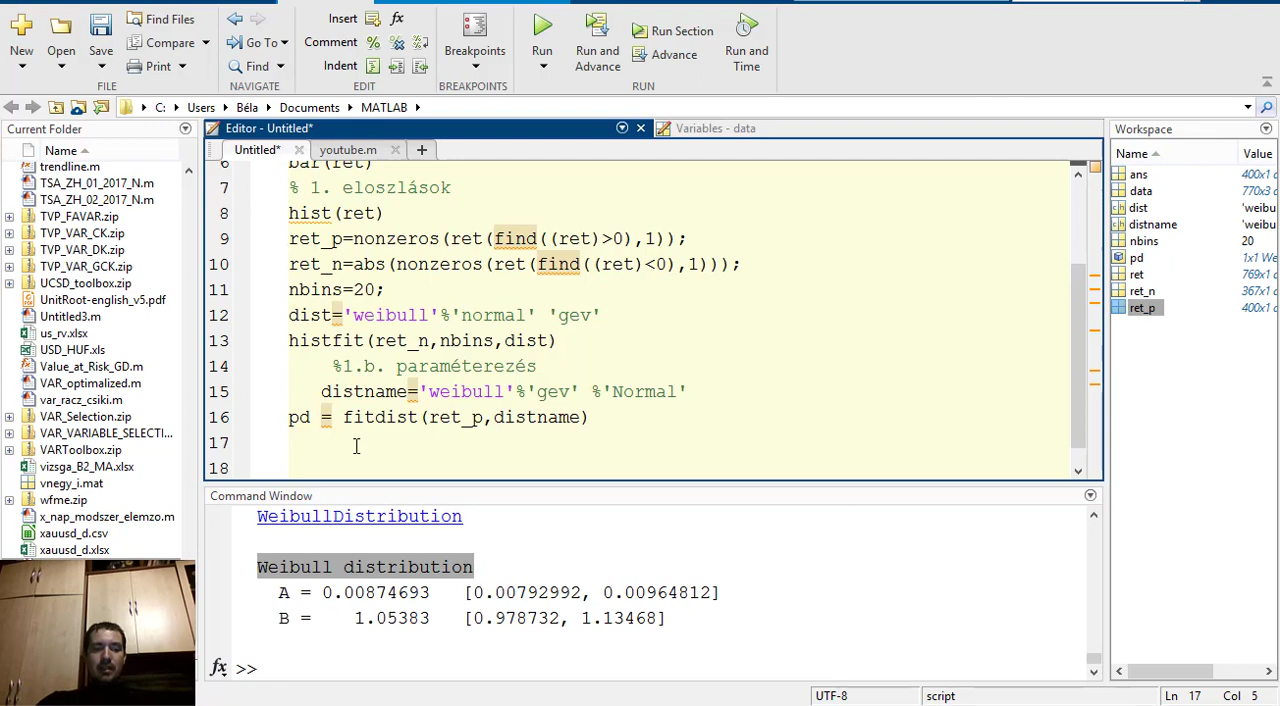 Insert fx
Find Files
New Open Save Compare Go To Comment Breakpoints Run Run and Advance Run Section Advance Run and Time
Print Find Indent
FILE NAVIGATE EDIT BREAKPOINTS RUN
C: Users Béla Documents MATLAB
Current Folder
Name
trendline.m
TSA_ZH_01_2017_N.m
TSA_ZH_02_2017_N.m
TVP_FAVAR.zip
TVP_VAR_CK.zip
TVP_VAR_DK.zip
TVP_VAR_GCK.zip
UCSD_toolbox.zip
UnitRoot-english_v5.pdf
Untitled3.m
us_rv.xlsx
USD_HUF.xls
Value_at_Risk_GD.m
VAR_optimalized.m
var_racz_csiki.m
VAR_Selection.zip
VAR_VARIABLE_SELECTI...
VARToolbox.zip
vizsga_B2_MA.xlsx
vnegy_i.mat
wfme.zip
x_nap_modszer_elemzo.m
xauusd_d.csv
xauusd_d.xlsx
Editor - Untitled* Variables - data
Untitled* youtube.m +
6 bar(ret)
7 % 1. eloszlások
8 hist(ret)
9 ret_p=nonzeros(ret(find((ret)>0),1));
10 ret_n=abs(nonzeros(ret(find((ret)<0),1)));
11 nbins=20;
12 dist='weibull'%'normal' 'gev'
13 histfit(ret_n,nbins,dist)
14 %1.b. paraméterezés
15 distname='weibull'%'gev' %'Normal'
16 pd = fitdist(ret_p,distname)
17
18
Command Window
WeibullDistribution
Weibull distribution
A = 0.00874693 [0.00792992, 0.00964812]
B = 1.05383 [0.978732, 1.13468]
fx >>
Workspace
Name Value
ans 400x1
data 770x3
dist 'weibu
distname 'weibu
nbins 20
pd 1x1 We
ret 769x1
ret_n 367x1
ret_p 400x1
UTF-8 script Ln 17 Col 5